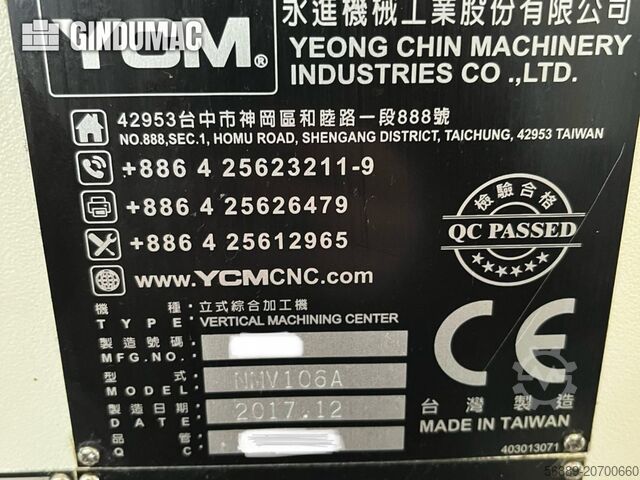 GINDUMAC
YCM®
永進機械工業股份有限公司
YEONG CHIN MACHINERY
INDUSTRIES CO .,LTD.
42953台中市神岡區和睦路一段888號
NO.888,SEC.1, HOMU ROAD, SHENGANG DISTRICT, TAICHUNG, 42953 TAIWAN
+886 4 25623211-9
+886 4 25626479
+886 4 25612965
www.YCMCNC.com
檢驗合格
QC PASSED
機 種:立式綜合加工機
TYPE:VERTICAL MACHINING CENTER
製造號碼
MFG.NO.
型 式
MODEL NMV106A
製造日期
DATE 2017.12
品 管
Q C
CE
台灣製造
MADE IN TAIWAN
403013071
56389-20700660